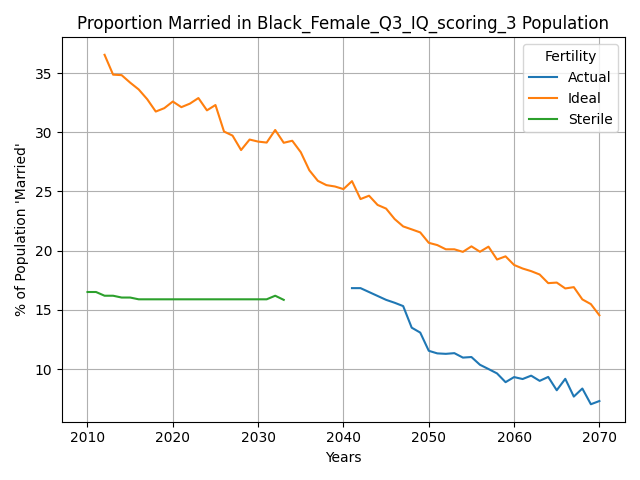 Proportion Married in Black_Female_Q3_IQ_scoring_3 Population
% of Population 'Married'
35
30
25
20
15
10
Fertility
Actual
Ideal
Sterile
2010 2020 2030 2040 2050 2060 2070
Years